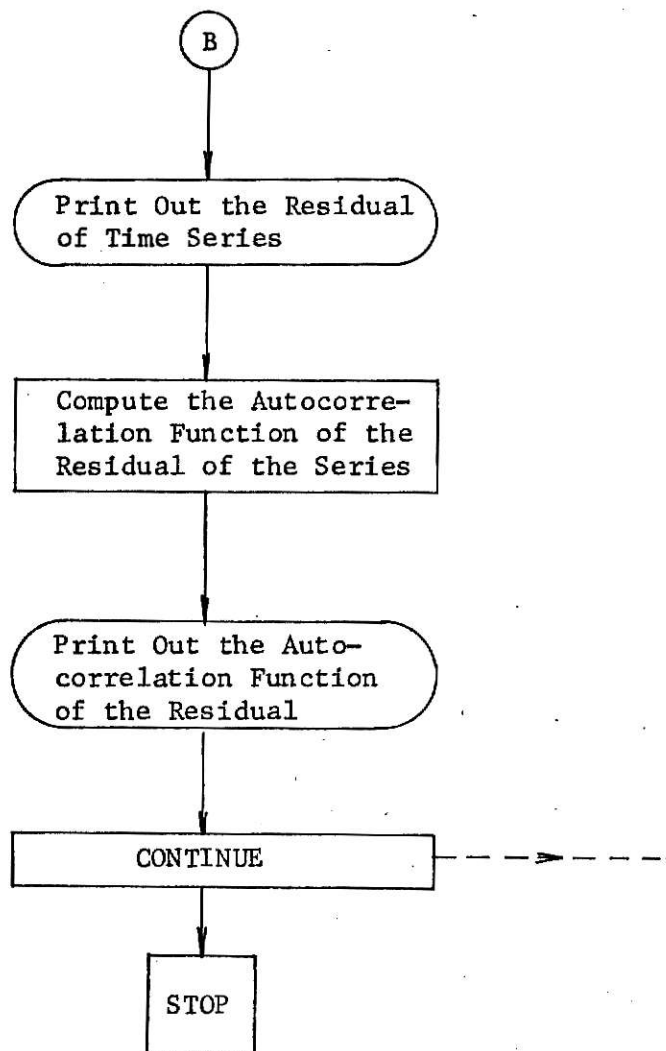 B
Print Out the Residual
of Time Series
Compute the Autocorre-
lation Function of the
Residual of the Series
Print Out the Auto-
correlation Function
of the Residual
CONTINUE
STOP